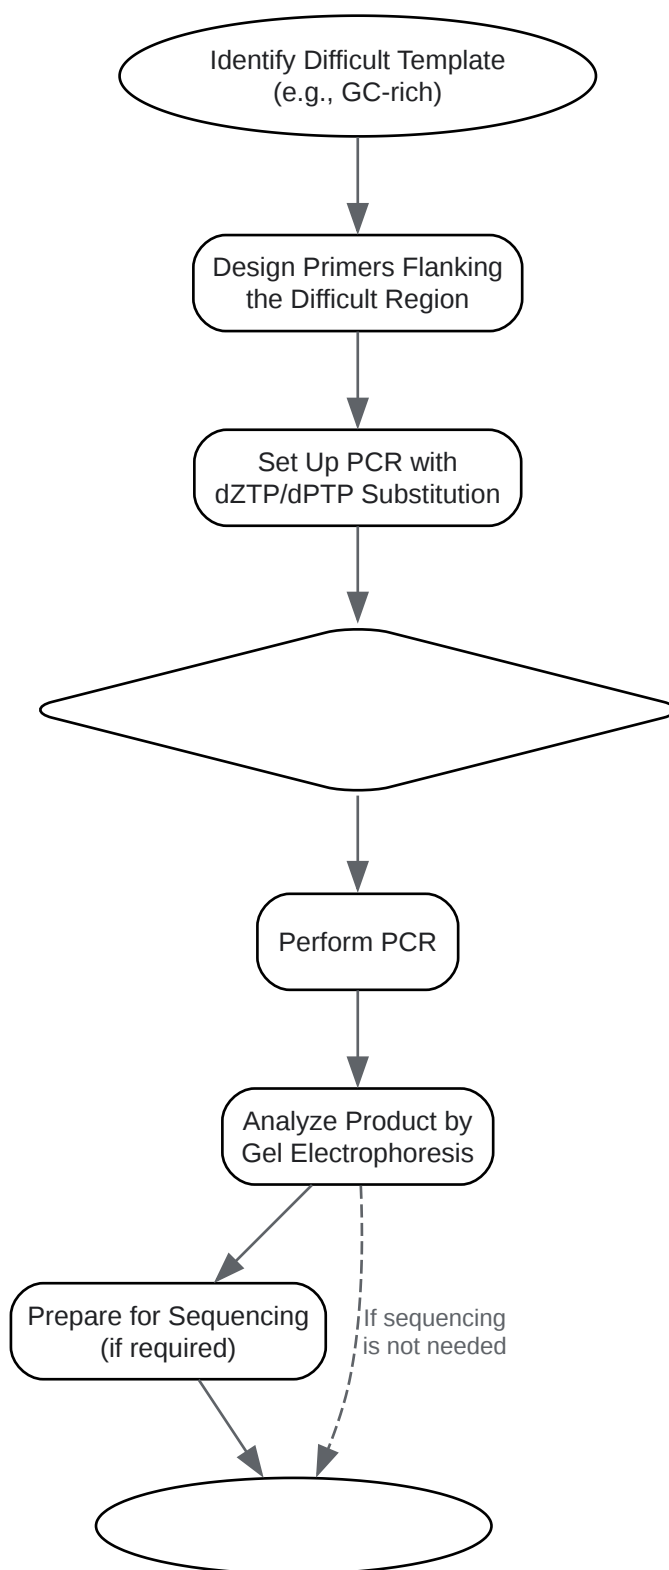 Identify Difficult Template
(e.g., GC-rich)
Design Primers Flanking
the Difficult Region
Set Up PCR with
dZTP/dPTP Substitution
Perform PCR
Analyze Product by
Gel Electrophoresis
Prepare for Sequencing
(if required)
If sequencing
is not needed